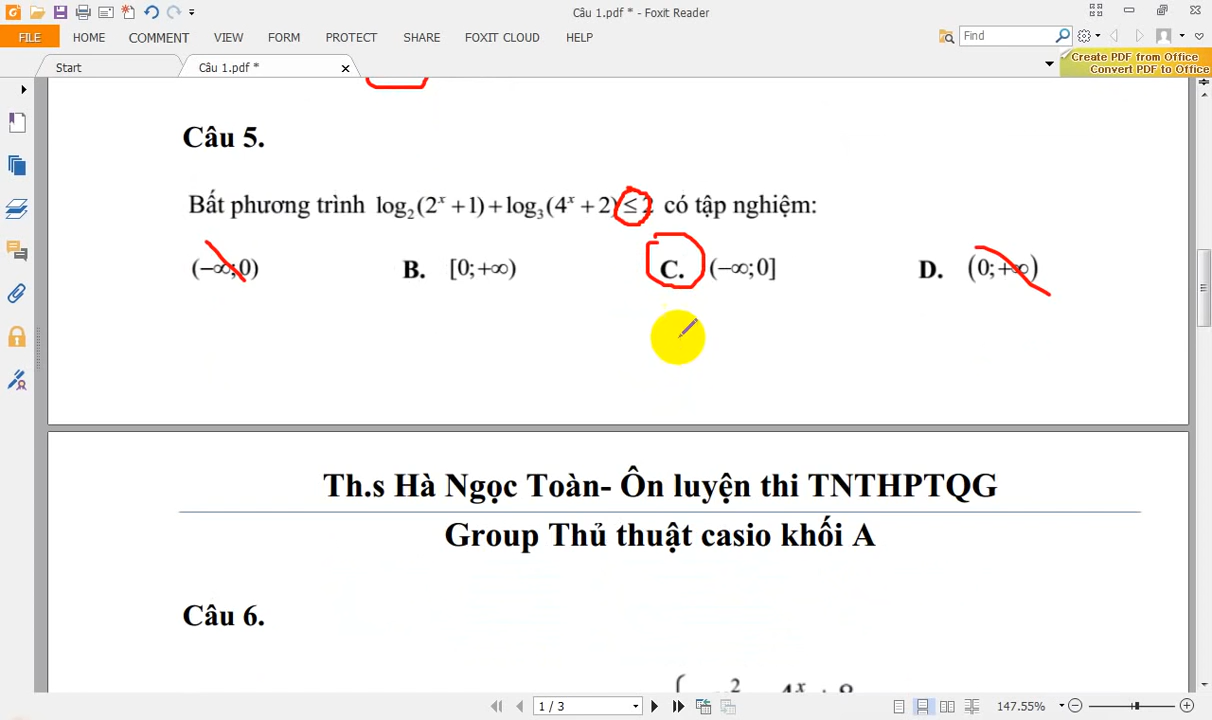 Câu 1.pdf * - Foxit Reader
FILE HOME COMMENT VIEW FORM PROTECT SHARE FOXIT CLOUD HELP Find
Start Câu 1.pdf * Create PDF from Office
Convert PDF to Office
Câu 5.
Bất phương trình log₂(2ˣ + 1) + log₃(4ˣ + 2) ≤ 2 có tập nghiệm:
(−∞;0) B. [0;+∞) C. (−∞;0] D. (0;+∞)
Th.s Hà Ngọc Toàn- Ôn luyện thi TNTHPTQG
Group Thủ thuật casio khối A
Câu 6.
1 / 3 147.55%